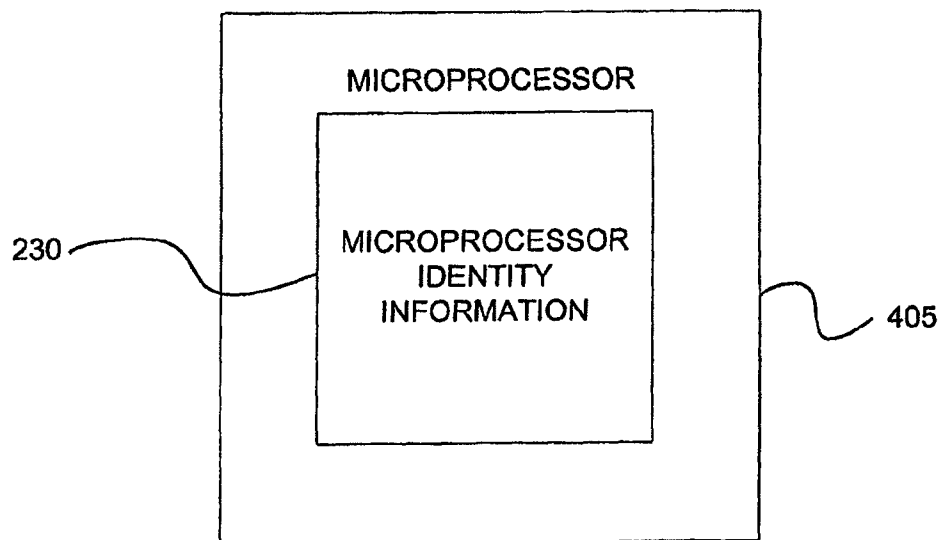 MICROPROCESSOR
230
MICROPROCESSOR
IDENTITY
INFORMATION
405